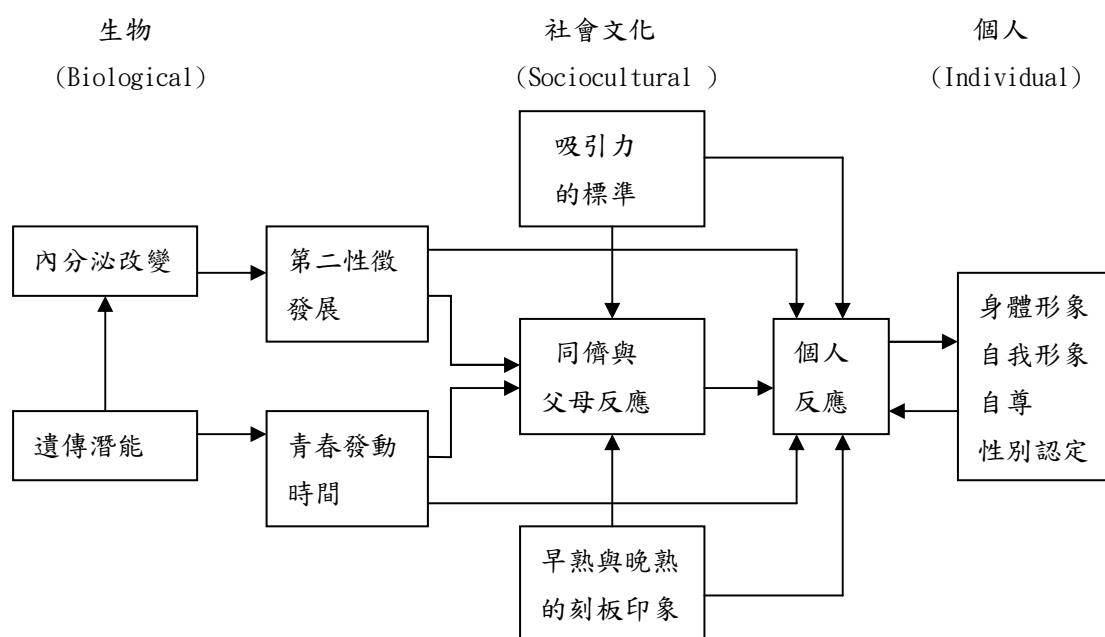 生物
(Biological)
社會文化
(Sociocultural )
個人
(Individual)
吸引力
的標準
內分泌改變
第二性徵
發展
同儕與
父母反應
個人
反應
身體形象
自我形象
自尊
性別認定
遺傳潛能
青春發動
時間
早熟與晚熟
的刻板印象